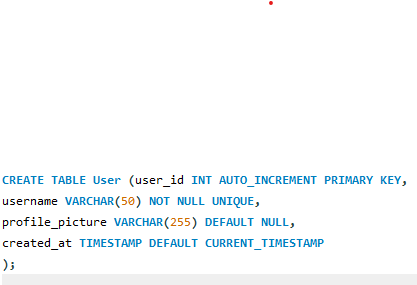 CREATE TABLE User (user_id INT AUTO_INCREMENT PRIMARY KEY,
username VARCHAR(50) NOT NULL UNIQUE,
profile_picture VARCHAR(255) DEFAULT NULL,
created_at TIMESTAMP DEFAULT CURRENT_TIMESTAMP
);